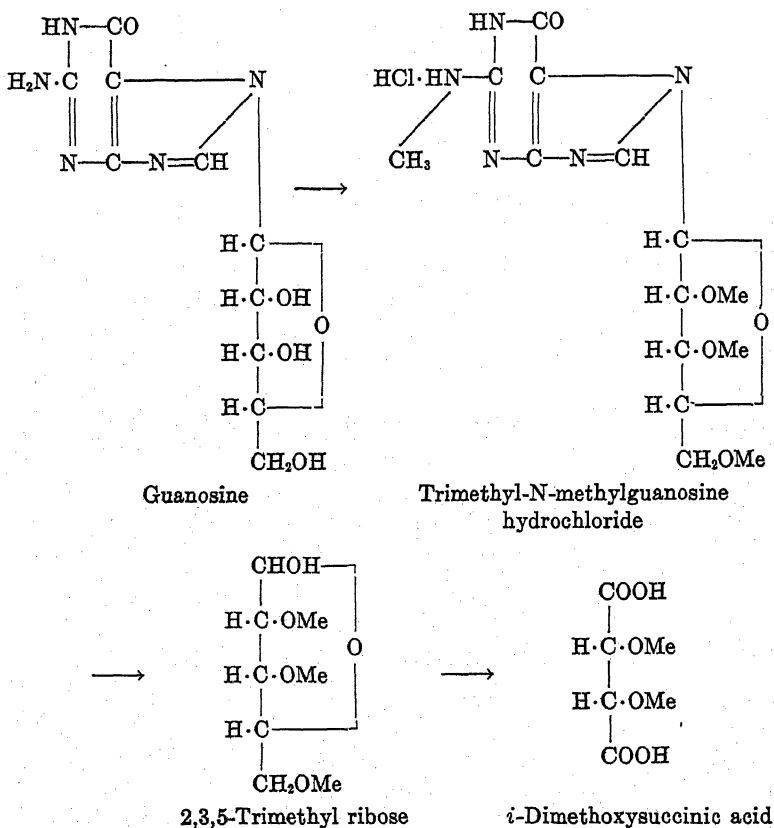 HN—CO HN—CO
H₂N·C C N HCl·HN—C C N
N—C—N=CH CH₃ N—C—N=CH
→
H·C H·C
H·C·OH H·C·OMe
O O
H·C·OH H·C·OMe
H·C H·C
CH₂OH CH₂OMe
Guanosine Trimethyl-N-methylguanosine
hydrochloride
CHOH COOH
H·C·OMe H·C·OMe
→ O →
H·C·OMe H·C·OMe
H·C COOH
CH₂OMe
2,3,5-Trimethyl ribose i-Dimethoxysuccinic acid